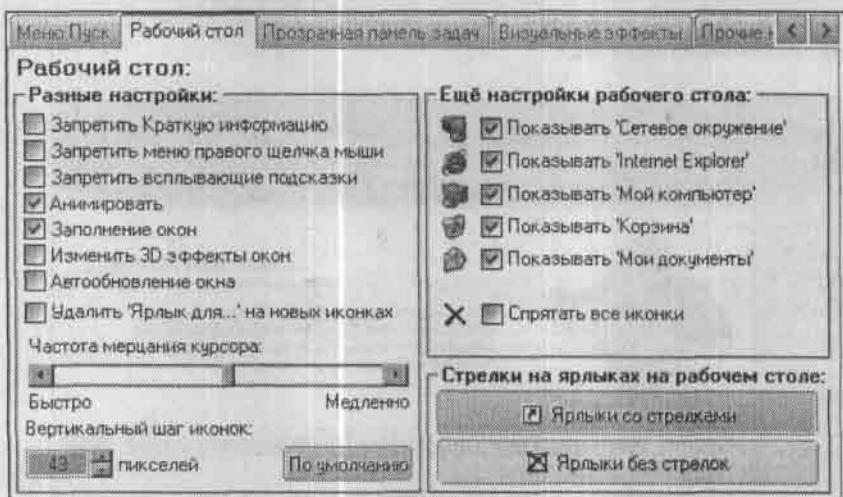 Меню Пуск
Рабочий стол
Прозрачная панель задач
Визуальные эффекты
Прочие
Рабочий стол:
Разные настройки:
Запретить Краткую информацию
Запретить меню правого щелчка мыши
Запретить всплывающие подсказки
Анимировать
Заполнение окон
Изменить 3D эффекты окон
Автообновление окна
Удалить 'Ярлык для...' на новых иконках
Частота мерцания курсора:
Быстро
Медленно
Вертикальный шаг иконок:
43 пикселей
По умолчанию
Ещё настройки рабочего стола:
Показывать 'Сетевое окружение'
Показывать 'Internet Explorer'
Показывать 'Мой компьютер'
Показывать 'Корзина'
Показывать 'Мои документы'
Спрятать все иконки
Стрелки на ярлыках на рабочем столе:
Ярлыки со стрелками
Ярлыки без стрелок